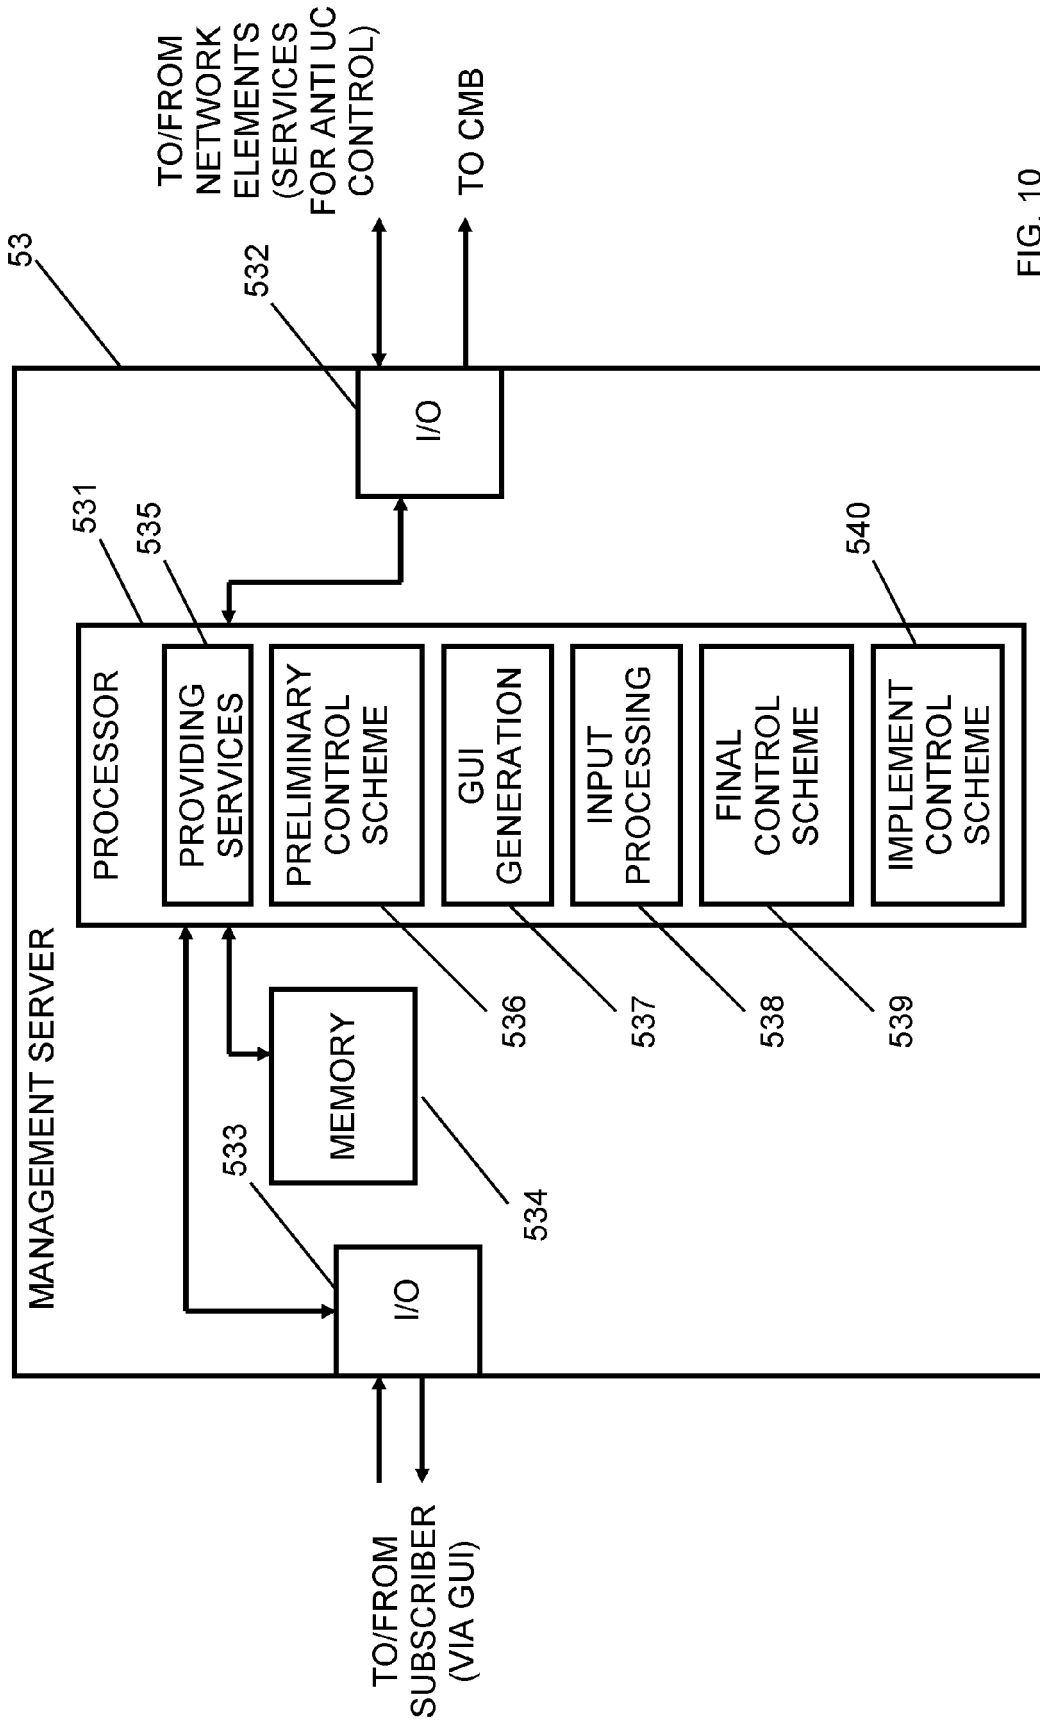 MANAGEMENT SERVER
53
TO/FROM
SUBSCRIBER
(VIA GUI)
533
I/O
MEMORY
534
531
PROCESSOR
535
PROVIDING
SERVICES
PRELIMINARY
CONTROL
SCHEME
536
GUI
GENERATION
537
INPUT
PROCESSING
538
FINAL
CONTROL
SCHEME
539
IMPLEMENT
CONTROL
SCHEME
540
532
I/O
TO/FROM
NETWORK
ELEMENTS
(SERVICES
FOR ANTI UC
CONTROL)
TO CMB
FIG. 10